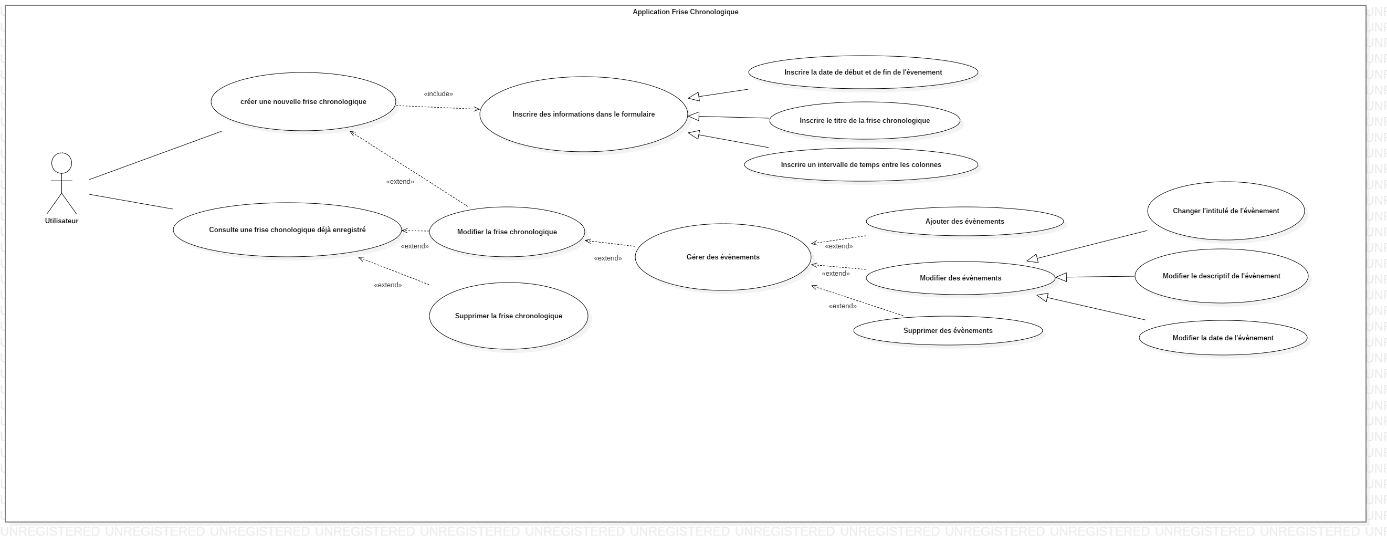 Application Frise Chronologique
Inscrire la date de début et de fin de l'évenement
«include»
créer une nouvelle frise chronologique
Inscrire des informations dans le formulaire
Inscrire le titre de la frise chronologique
Inscrire un intervalle de temps entre les colonnes
«extend»
Utilisateur
Changer l'intitulé de l'évènement
Ajouter des évènements
Consulte une frise chonologique déjà enregistré
Modifier la frise chronologique
«extend»
«extend»
«extend»
Gérer des évènements
«extend»
Modifier des évènements
Modifier le descriptif de l'évènement
«extend»
«extend»
Supprimer la frise chronologique
Supprimer des évènements
Modifier la date de l'évènement
UNREGISTERED UNREGISTERED UNREGISTERED UNREGISTERED UNREGISTERED UNREGISTERED UNREGISTERED UNREGISTERED UNREGISTERED UNREGISTERED UNREGISTERED UNREGISTERED UNREGISTERED